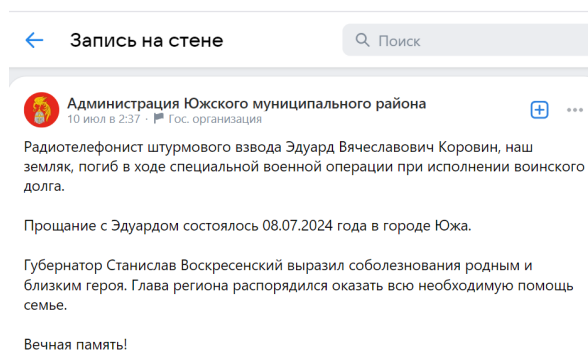 Запись на стене
Поиск
Администрация Южского муниципального района
10 июл в 2:37 · Гос. организация
Радиотелефонист штурмового взвода Эдуард Вячеславович Коровин, наш
земляк, погиб в ходе специальной военной операции при исполнении воинского
долга.
Прощание с Эдуардом состоялось 08.07.2024 года в городе Южа.
Губернатор Станислав Воскресенский выразил соболезнования родным и
близким героя. Глава региона распорядился оказать всю необходимую помощь
семье.
Вечная память!